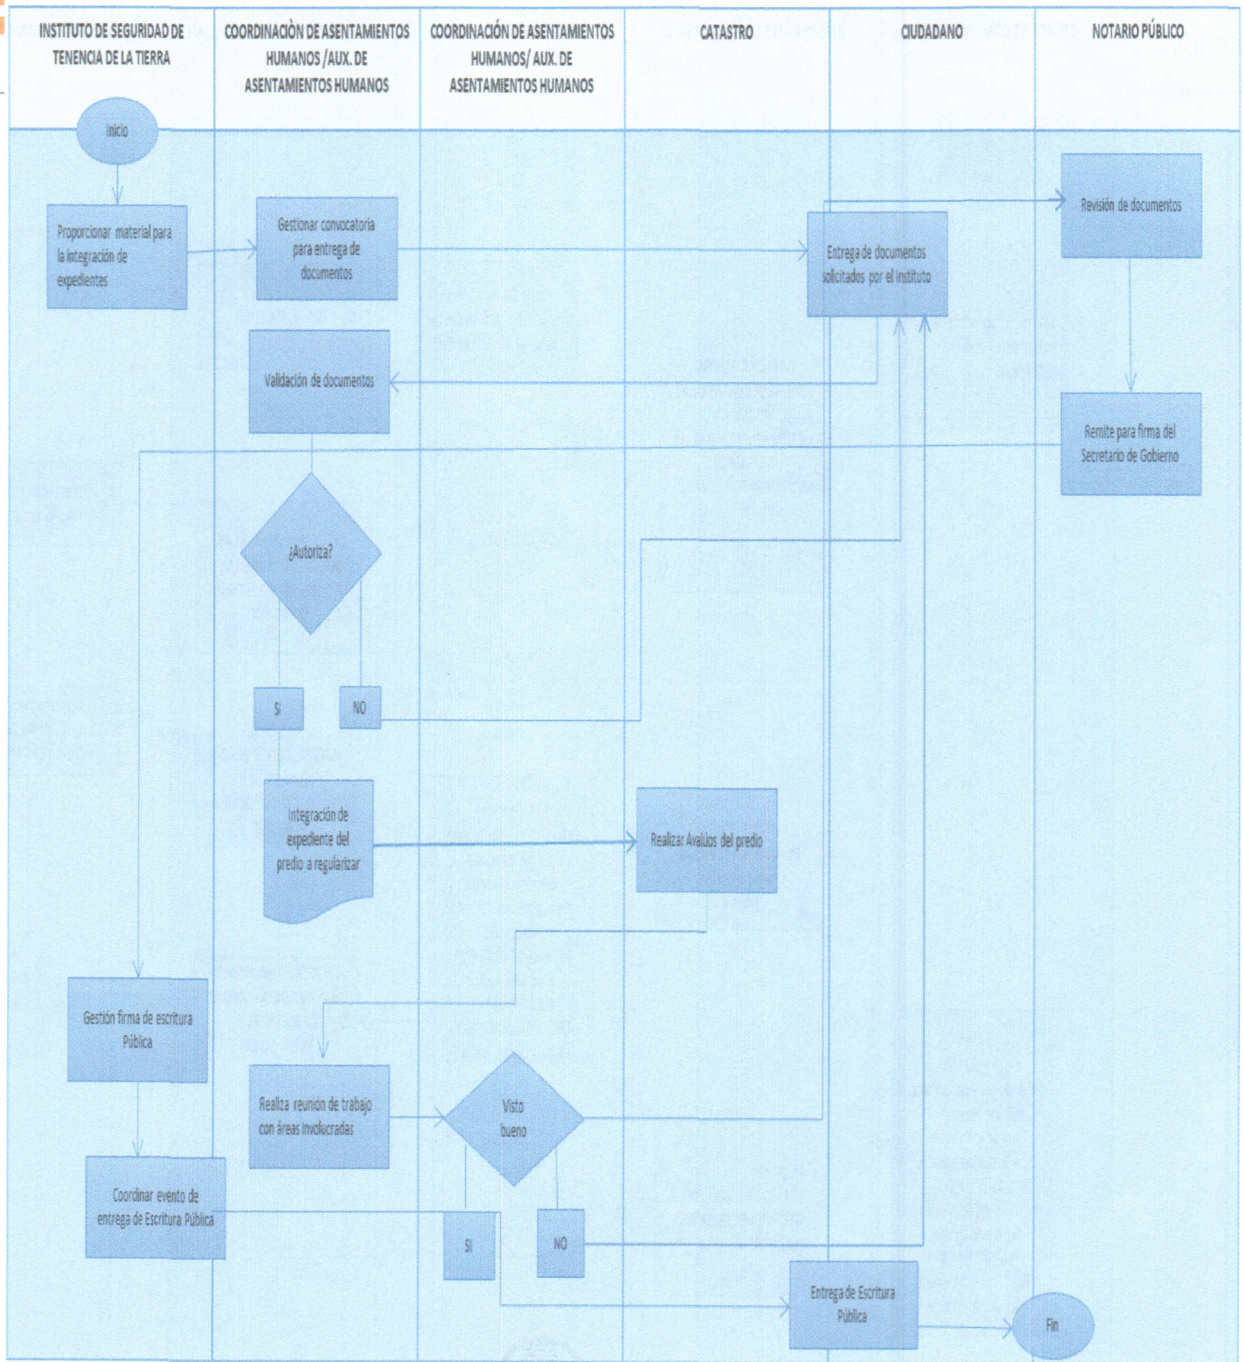 INSTITUTO DE SEGURIDAD DE
TENENCIA DE LA TIERRA
COORDINACIÒN DE ASENTAMIENTOS
HUMANOS /AUX. DE
ASENTAMIENTOS HUMANOS
COORDINACIÓN DE ASENTAMIENTOS
HUMANOS/ AUX. DE
ASENTAMIENTOS HUMANOS
CATASTRO
CIUDADANO
NOTARIO PÚBLICO
Inicio
Proporcionar material para
la integración de
expedientes
Gestionar convocatoria
para entrega de
documentos
Entrega de documentos
solicitados por el Instituto
Revisión de documentos
Validación de documentos
Remite para firma del
Secretario de Gobierno
¿Autoriza?
SI
NO
Integración de
expediente del
predio a regularizar
Realizar Avalúos del predio
Gestión firma de escritura
Pública
Realiza reunión de trabajo
con áreas involucradas
Visto
bueno
Coordinar evento de
entrega de Escritura Pública
SI
NO
Entrega de Escritura
Pública
Fin